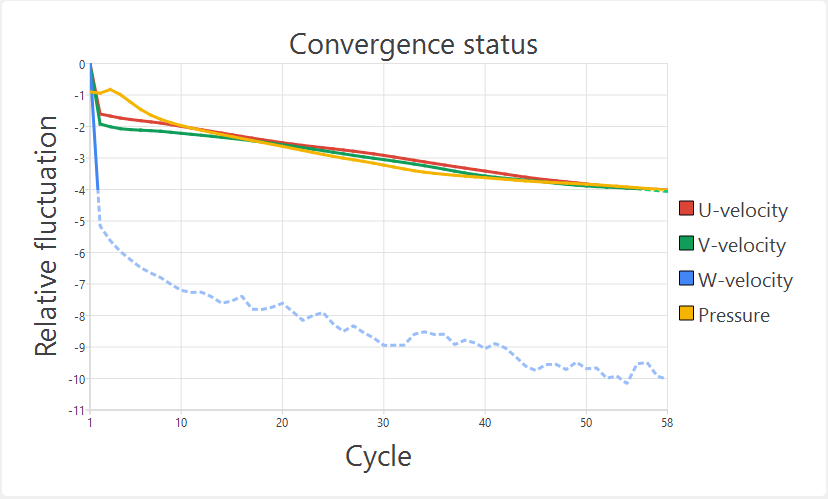 Convergence status
Relative fluctuation
0
-1
-2
-3
-4
-5
-6
-7
-8
-9
-10
-11
1
10
20
30
40
50
58
Cycle
U-velocity
V-velocity
W-velocity
Pressure